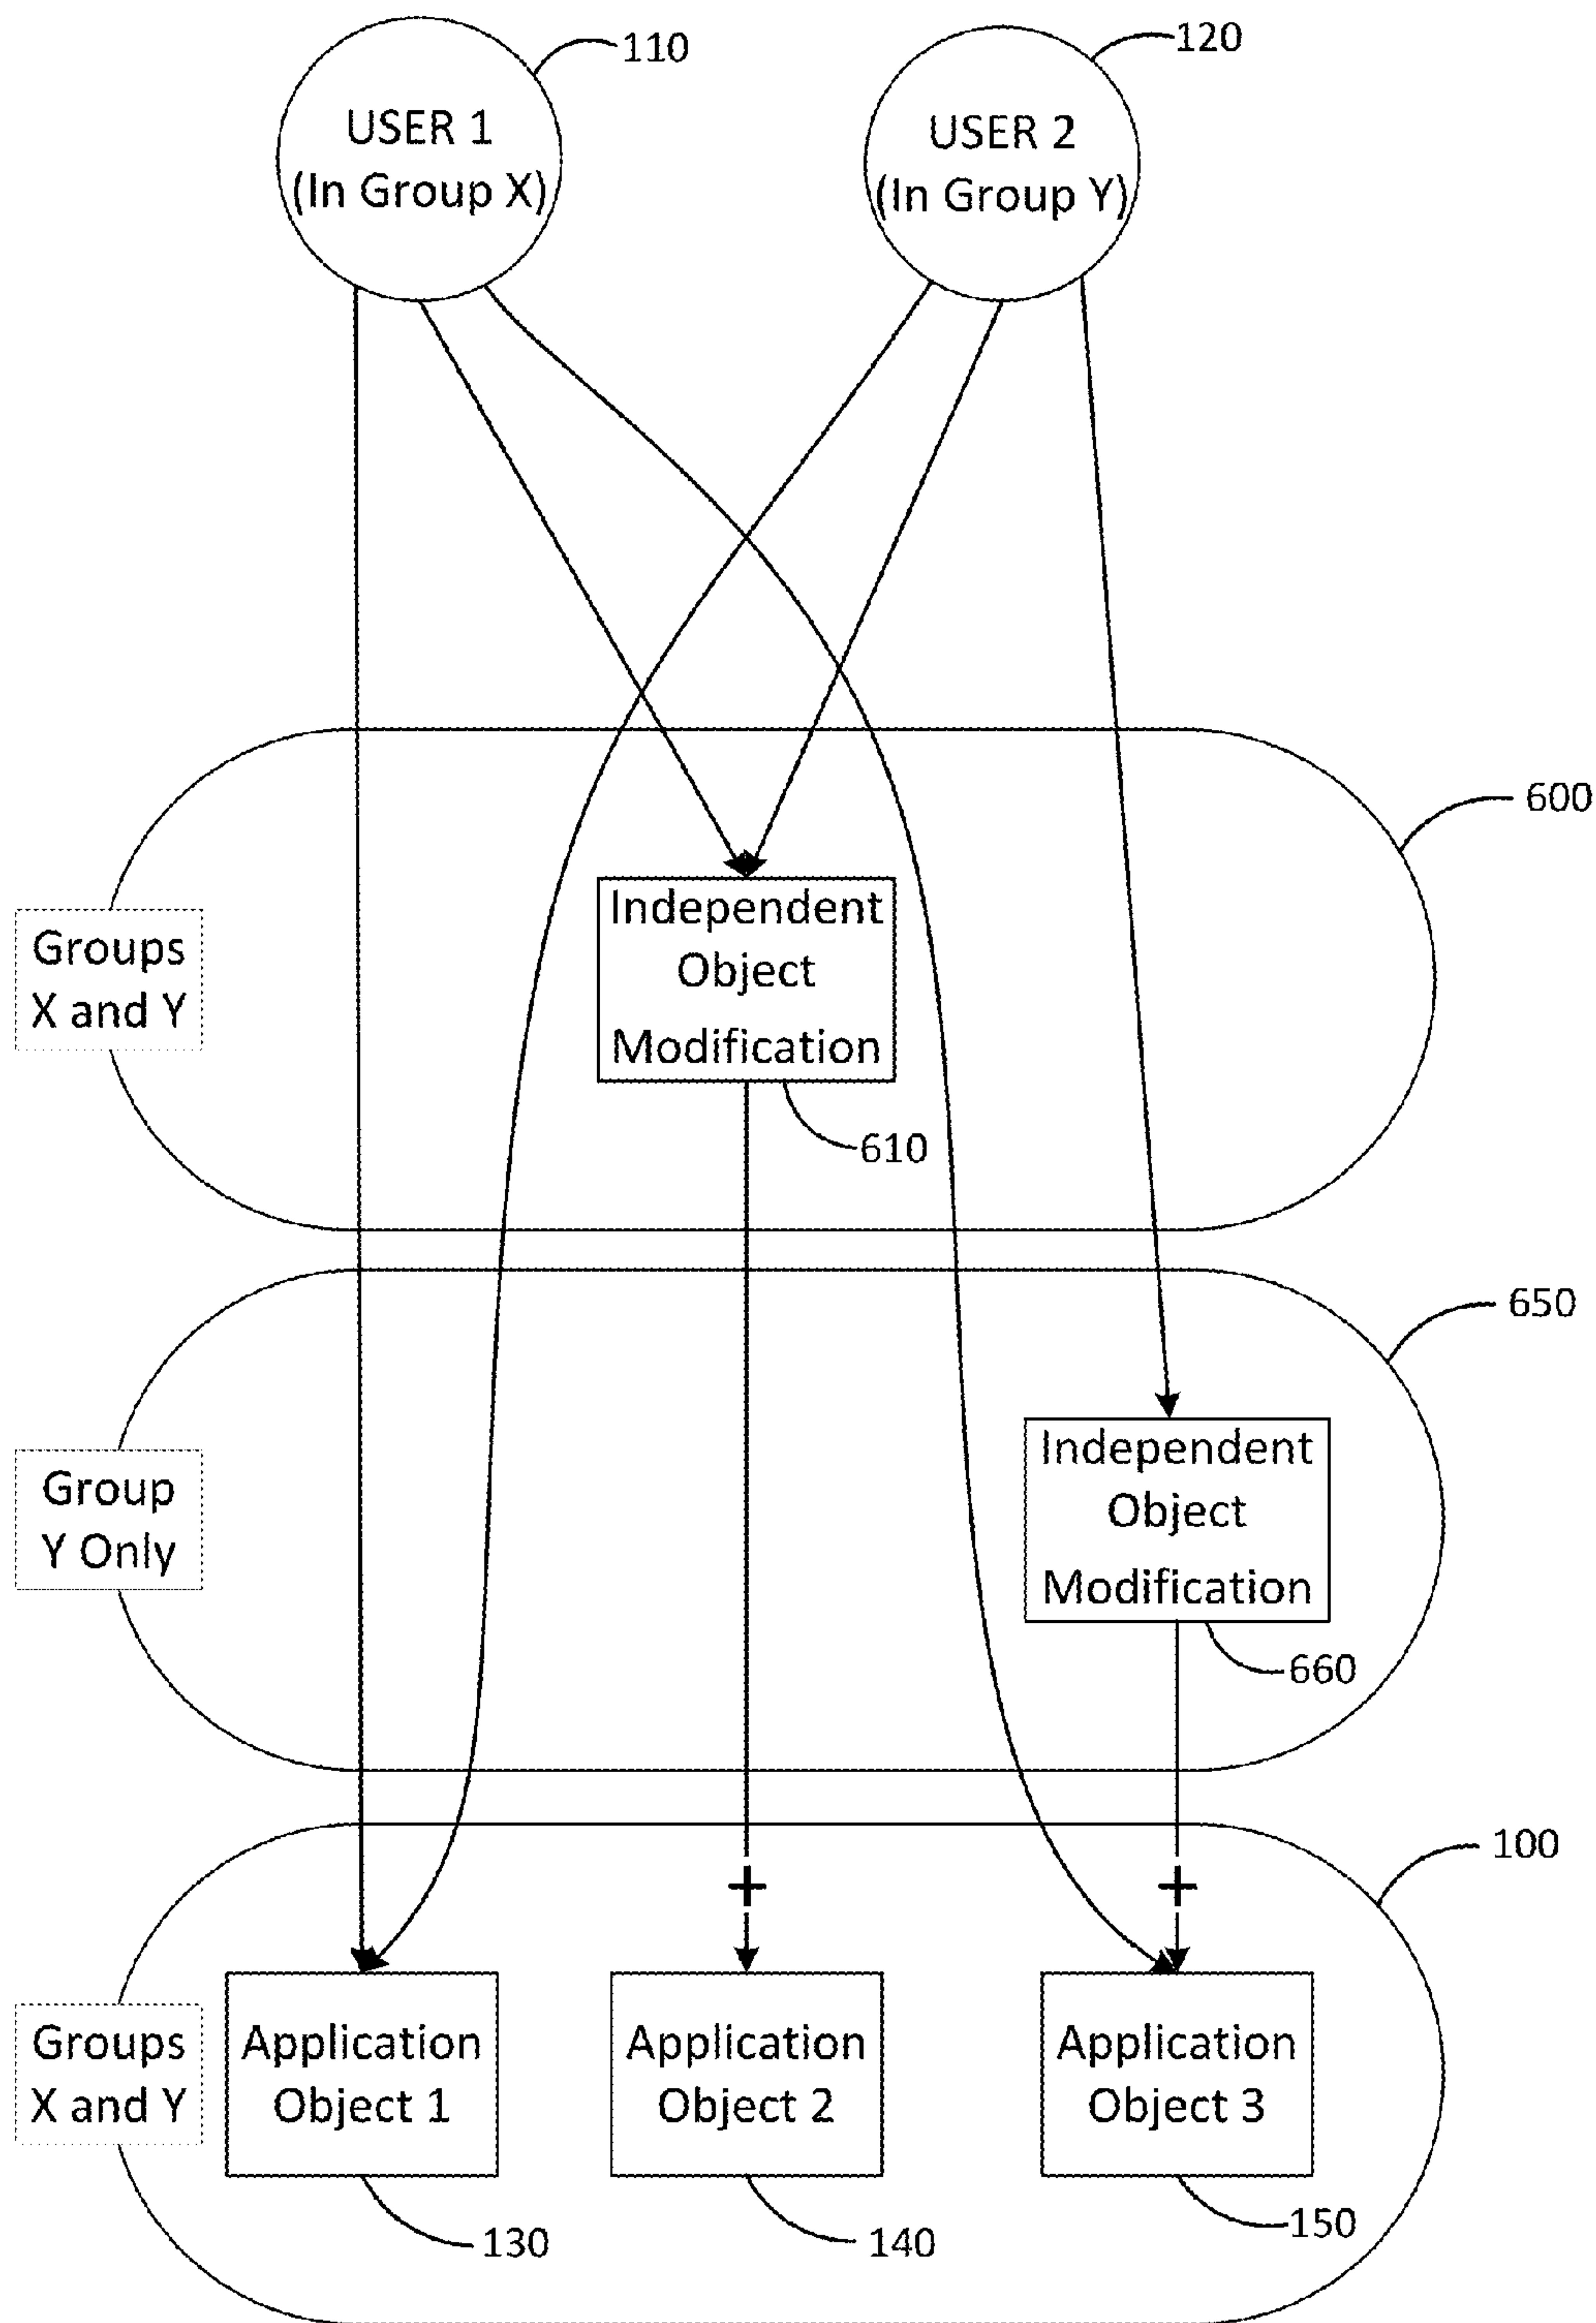 110
120
USER 1
(In Group X)
USER 2
(In Group Y)
600
Groups
X and Y
Independent
Object
Modification
610
650
Group
Y Only
Independent
Object
Modification
660
100
+
+
Groups
X and Y
Application
Object 1
Application
Object 2
Application
Object 3
130
140
150